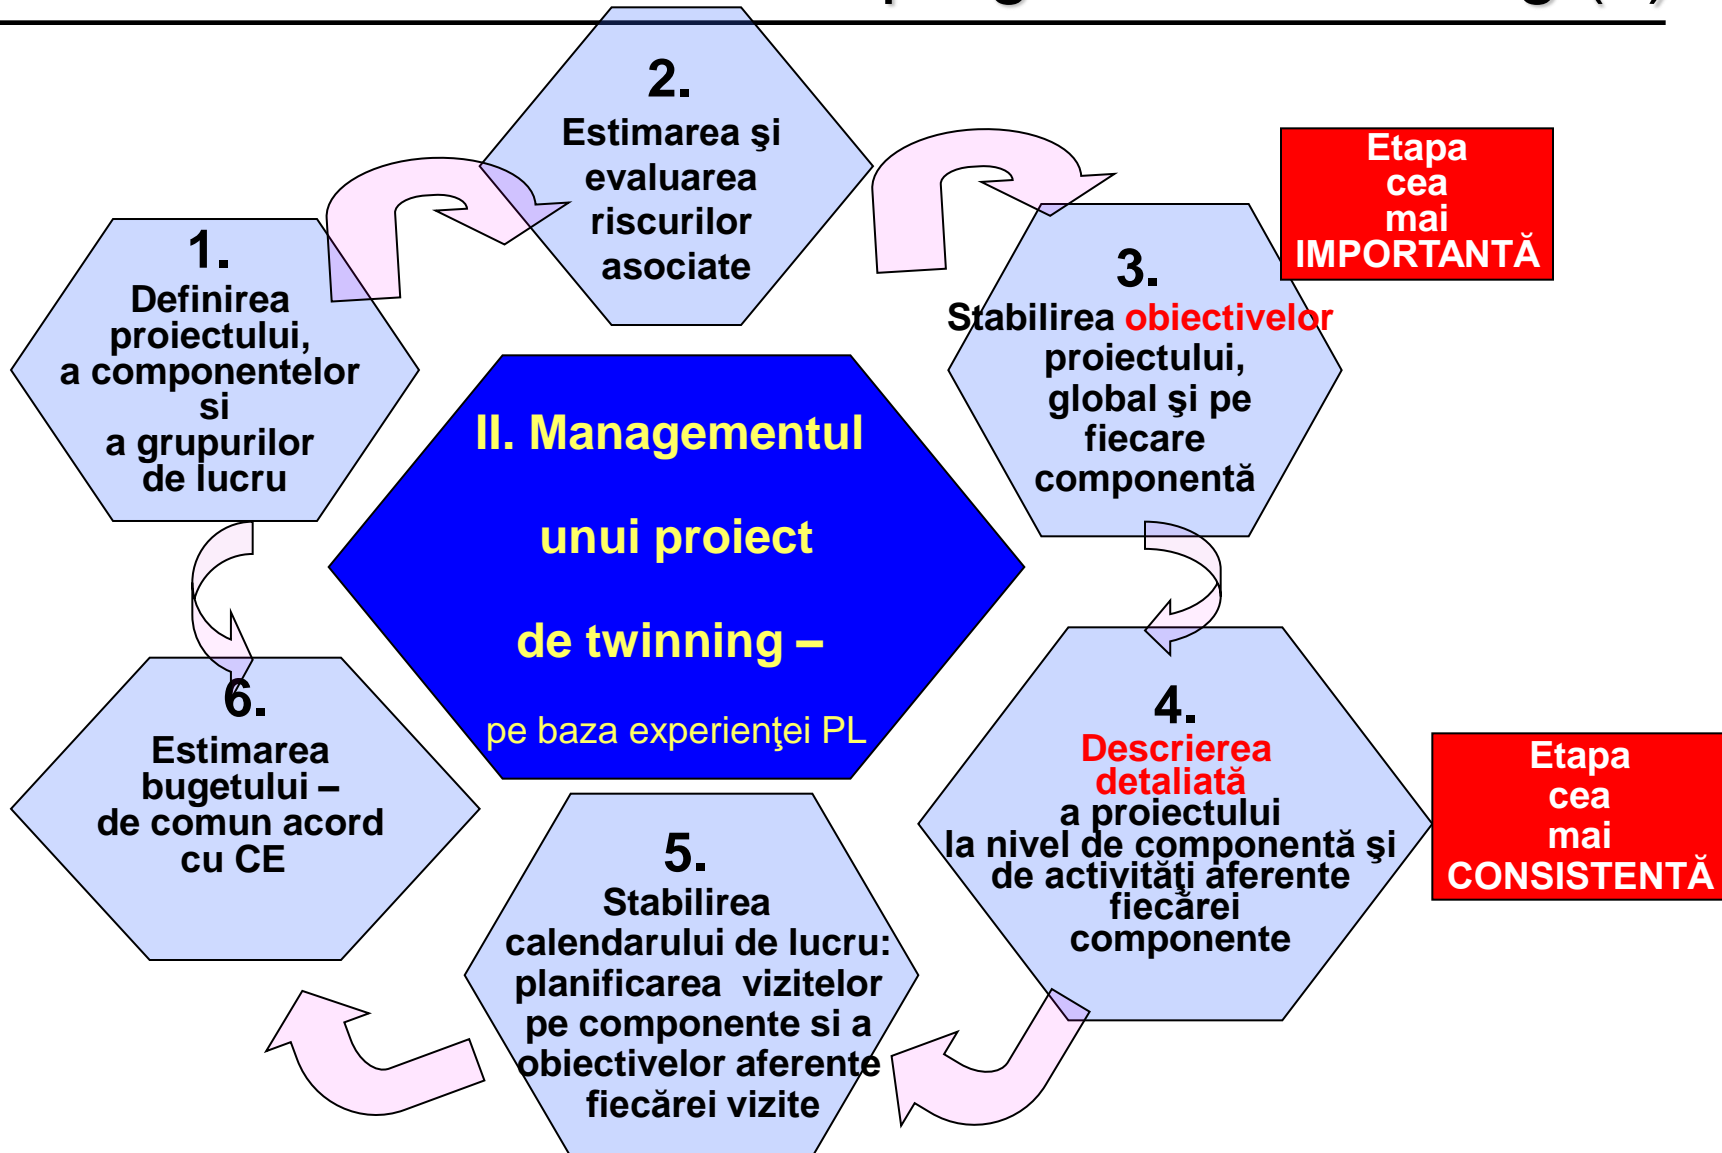 2.
Estimarea şi
evaluarea
riscurilor
asociate
Etapa
cea
mai
IMPORTANTĂ
1.
Definirea
proiectului,
a componentelor
si
a grupurilor
de lucru
3.
Stabilirea obiectivelor
proiectului,
global şi pe
fiecare
componentă
II. Managementul
unui proiect
de twinning –
pe baza experienţei PL
4.
Descrierea
detaliată
a proiectului
la nivel de componentă şi
de activităţi aferente
fiecărei
componente
Etapa
cea
mai
CONSISTENTĂ
5.
Stabilirea
calendarului de lucru:
planificarea vizitelor
pe componente si a
obiectivelor aferente
fiecărei vizite
6.
Estimarea
bugetului –
de comun acord
cu CE